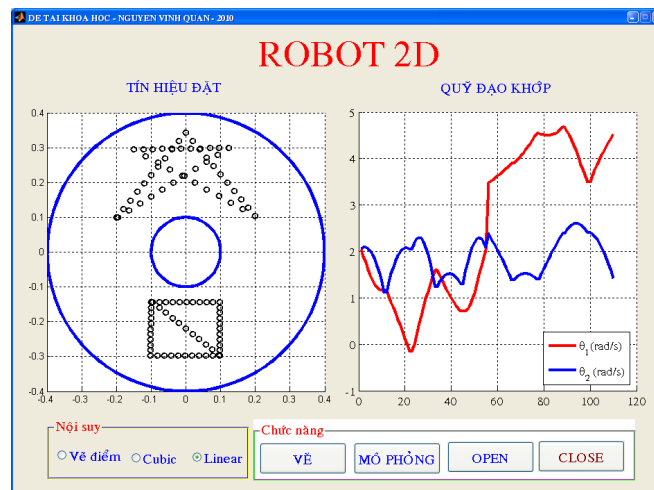 DE TAI KHOA HOC - NGUYEN VINH QUAN - 2010
ROBOT 2D
TÍN HIỆU ĐẶT
QUỸ ĐẠO KHỚP
0.4
0.3
0.2
0.1
0
-0.1
-0.2
-0.3
-0.4
-0.4 -0.3 -0.2 -0.1 0 0.1 0.2 0.3 0.4
5
4
3
2
1
0
-1
0 20 40 60 80 100 120
θ1(rad/s)
θ2 (rad/s)
Nội suy
Vẽ điểm Cubic Linear
Chức năng
VẼ MÔ PHỎNG OPEN CLOSE